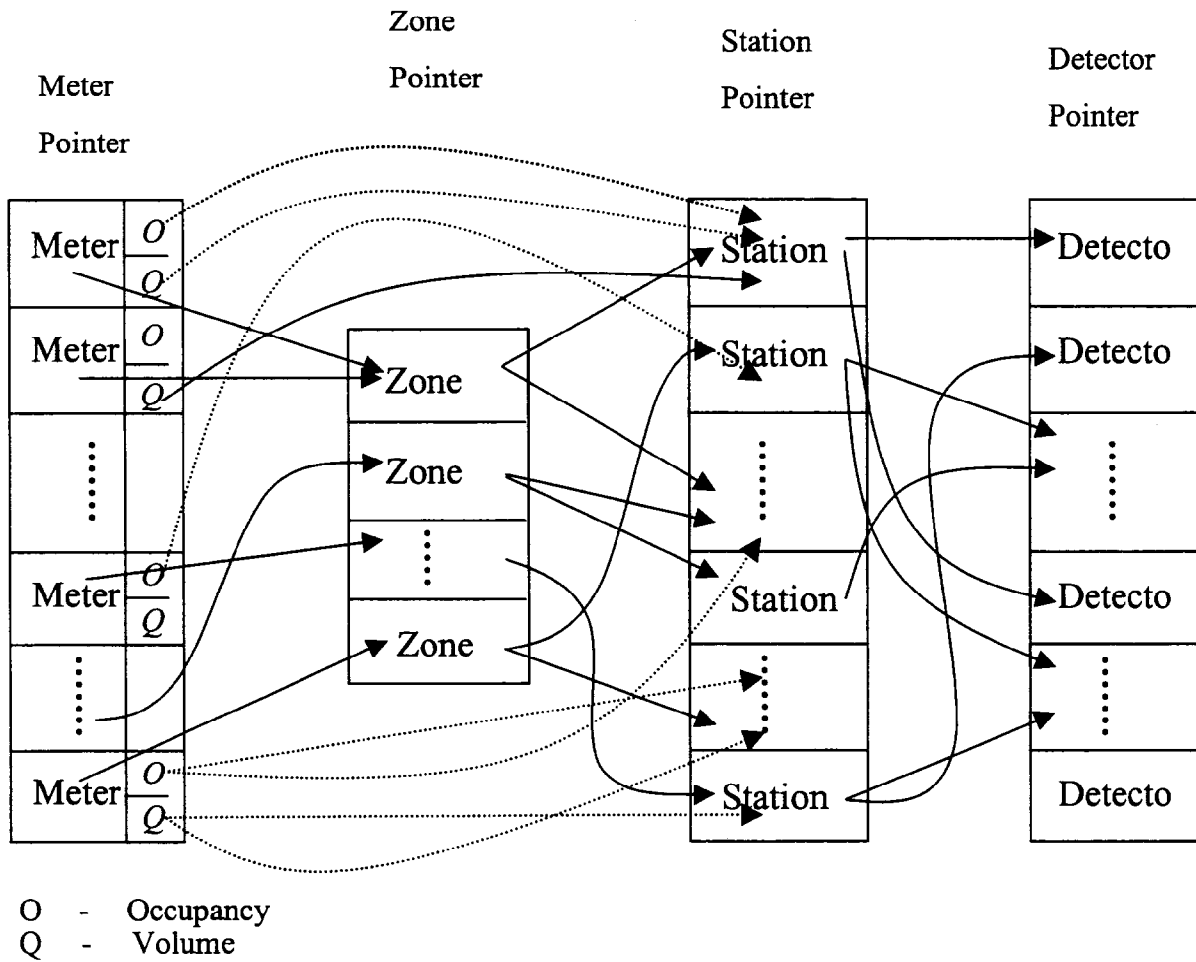 Zone
Pointer
Station
Pointer
Detector
Pointer
Meter
Pointer
Meter
O
Q
Meter
O
Q
Meter
O
Q
Meter
O
Q
Zone
Zone
Zone
Station
Station
Station
Station
Detecto
Detecto
Detecto
Detecto
O - Occupancy
Q - Volume